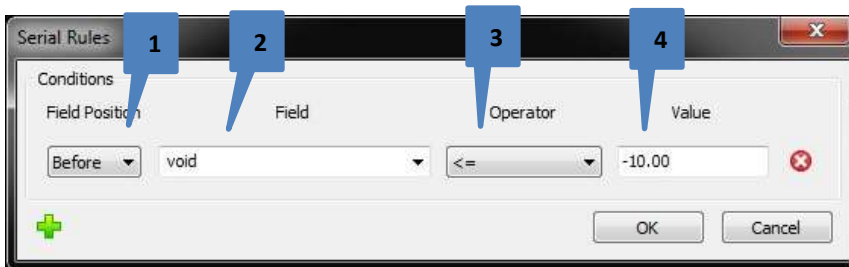 Serial Rules
1 2 3 4
Conditions
Field Position Field Operator Value
Before void <= -10.00
OK Cancel